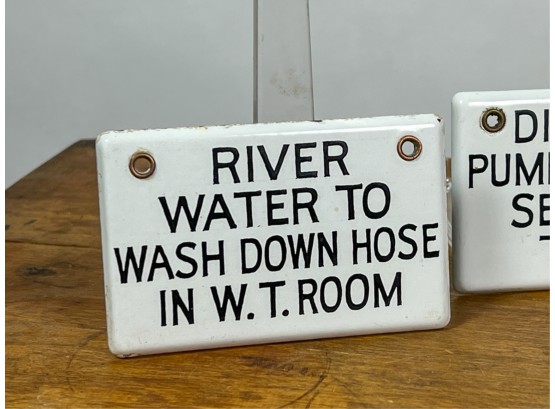 RIVER
WATER TO
WASH DOWN HOSE
IN W.T. ROOM